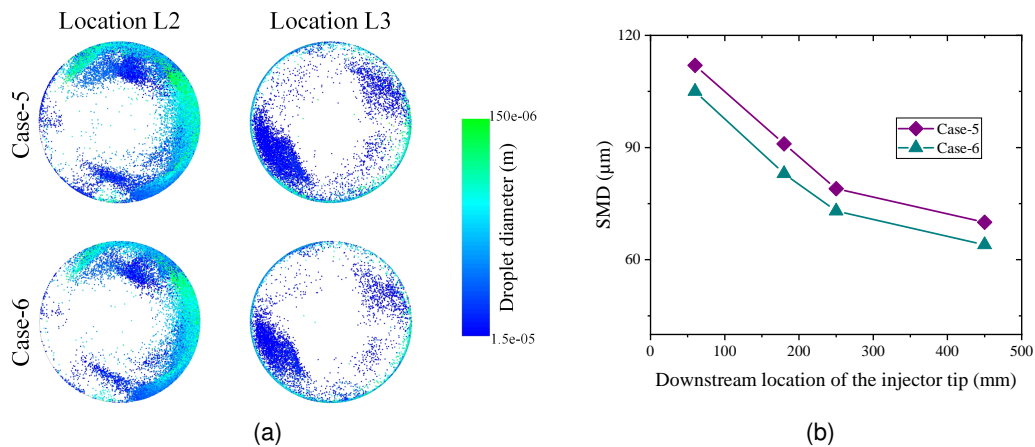 Location L2
Location L3
Case-5
Case-6
150e-06
Droplet diameter (m)
1.5e-05
(a)
120
90
60
SMD (μm)
Case-5
Case-6
0 100 200 300 400 500
Downstream location of the injector tip (mm)
(b)